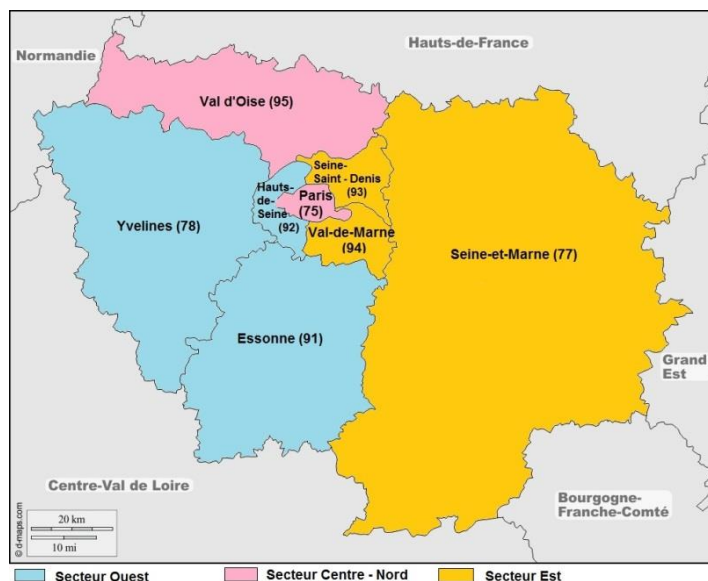 Normandie
Hauts-de-France
Val d'Oise (95)
Seine-
Saint - Denis
(93)
Hauts-
de-
Seine
(92)
Paris
(75)
Yvelines (78)
Val-de-Marne
(94)
Seine-et-Marne (77)
Essonne (91)
Grand
Est
Centre-Val de Loire
Bourgogne-
Franche-Comté
20 km
10 mi
© d-maps.com
Secteur Ouest
Secteur Centre - Nord
Secteur Est